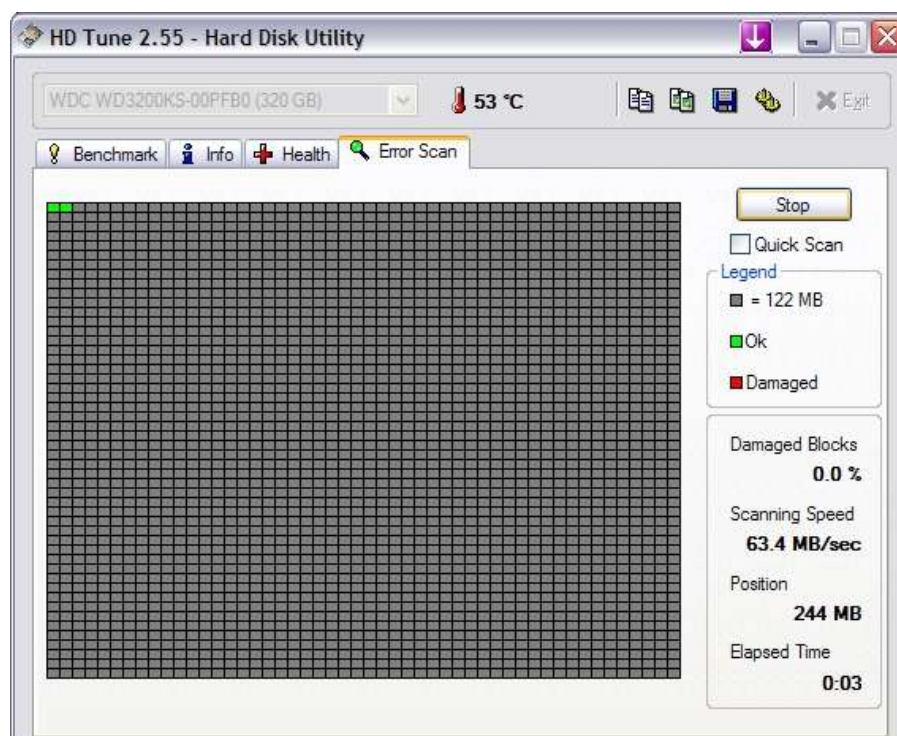 HD Tune 2.55 - Hard Disk Utility
WDC WD3200KS-00PFB0 (320 GB)
53 °C
Exit
Benchmark
Info
Health
Error Scan
Stop
Quick Scan
Legend
= 122 MB
Ok
Damaged
Damaged Blocks
0.0 %
Scanning Speed
63.4 MB/sec
Position
244 MB
Elapsed Time
0:03